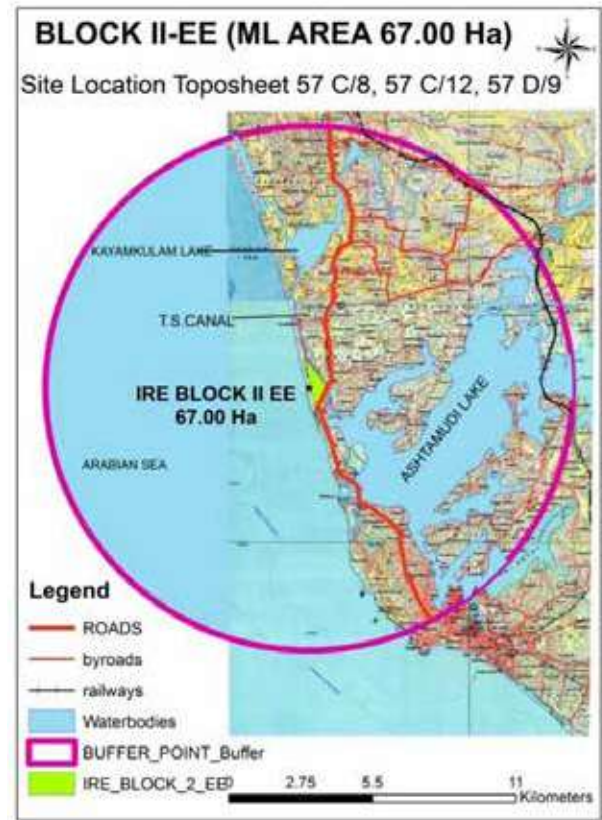 BLOCK II-EE (ML AREA 67.00 Ha)
Site Location Toposheet 57 C/8, 57 C/12, 57 D/9
KAYAMKULAM LAKE
T.S.CANAL
IRE BLOCK II EE
67.00 Ha
ASHTAMUDI LAKE
ARABIAN SEA
Legend
ROADS
byroads
railways
Waterbodies
BUFFER_POINT_Buffer
IRE_BLOCK_2_EE
0 2.75 5.5 11
Kilometers